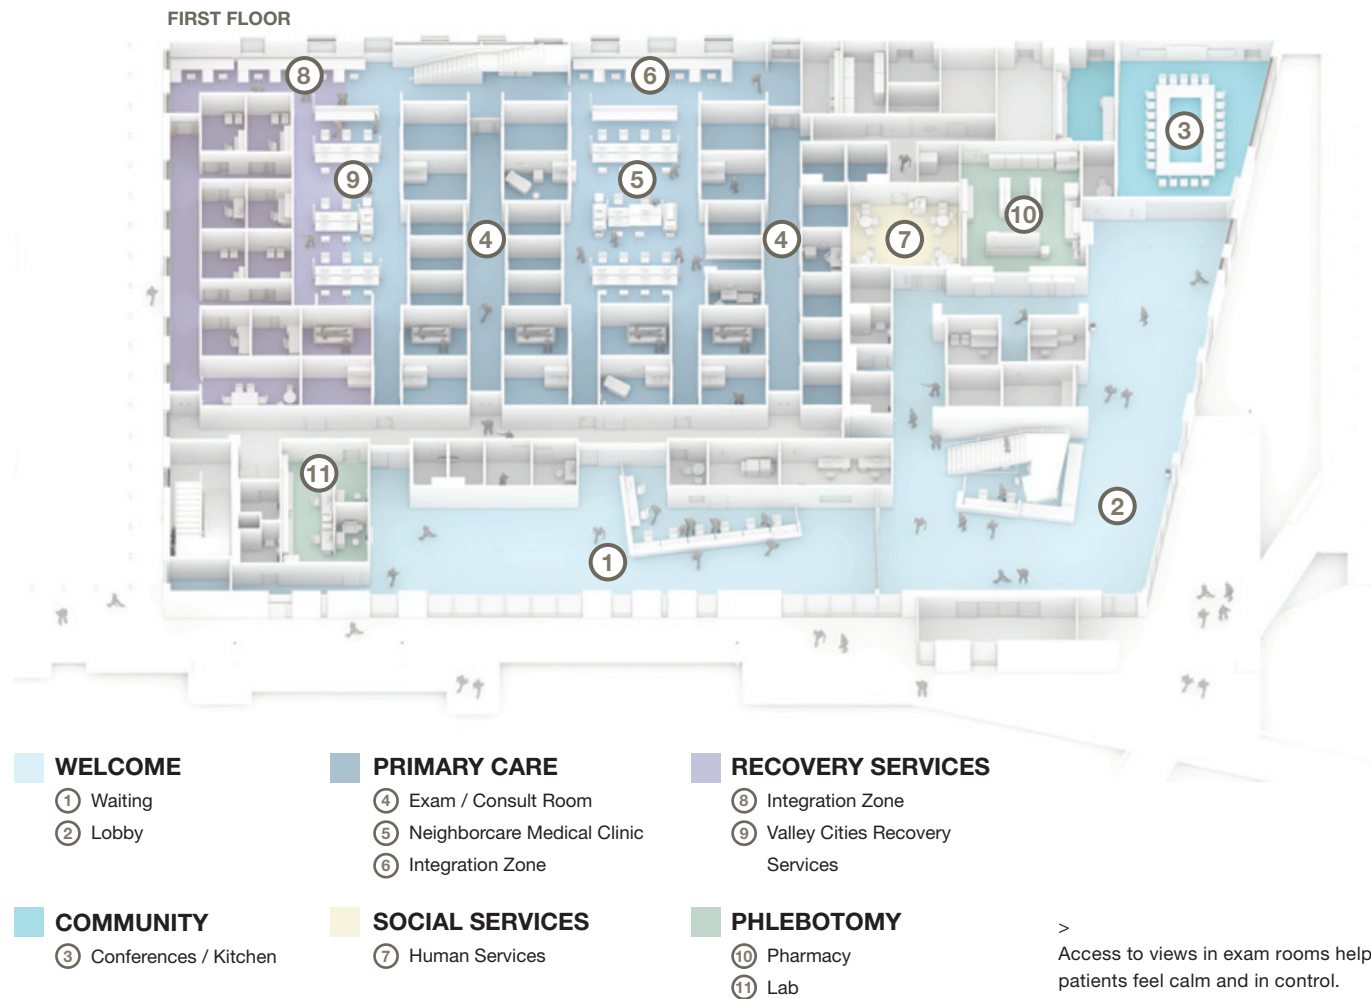 FIRST FLOOR
8
6
3
9
5
10
4
4
7
11
2
1
WELCOME
1 Waiting
2 Lobby
PRIMARY CARE
4 Exam / Consult Room
5 Neighborcare Medical Clinic
6 Integration Zone
RECOVERY SERVICES
8 Integration Zone
9 Valley Cities Recovery
Services
COMMUNITY
3 Conferences / Kitchen
SOCIAL SERVICES
7 Human Services
PHLEBOTOMY
10 Pharmacy
11 Lab
>
Access to views in exam rooms help
patients feel calm and in control.